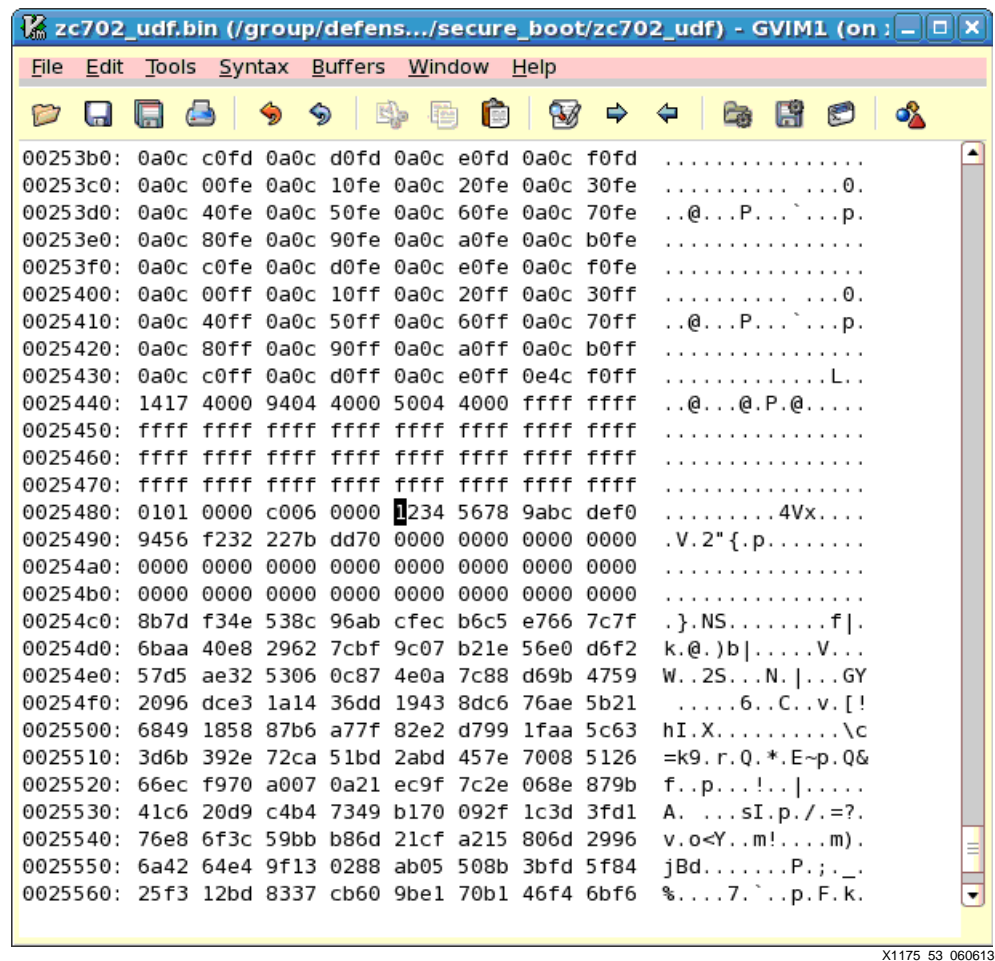 zc702_udf.bin (/group/defens.../secure_boot/zc702_udf) - GVIM1 (on :
File Edit Tools Syntax Buffers Window Help
00253b0: 0a0c c0fd 0a0c d0fd 0a0c e0fd 0a0c f0fd ................
00253c0: 0a0c 00fe 0a0c 10fe 0a0c 20fe 0a0c 30fe .......... ...0.
00253d0: 0a0c 40fe 0a0c 50fe 0a0c 60fe 0a0c 70fe ..@...P...`...p.
00253e0: 0a0c 80fe 0a0c 90fe 0a0c a0fe 0a0c b0fe ................
00253f0: 0a0c c0fe 0a0c d0fe 0a0c e0fe 0a0c f0fe ................
0025400: 0a0c 00ff 0a0c 10ff 0a0c 20ff 0a0c 30ff .......... ...0.
0025410: 0a0c 40ff 0a0c 50ff 0a0c 60ff 0a0c 70ff ..@...P...`...p.
0025420: 0a0c 80ff 0a0c 90ff 0a0c a0ff 0a0c b0ff ................
0025430: 0a0c c0ff 0a0c d0ff 0a0c e0ff 0e4c f0ff .............L..
0025440: 1417 4000 9404 4000 5004 4000 ffff ffff ..@...@.P.@.....
0025450: ffff ffff ffff ffff ffff ffff ffff ffff ................
0025460: ffff ffff ffff ffff ffff ffff ffff ffff ................
0025470: ffff ffff ffff ffff ffff ffff ffff ffff ................
0025480: 0101 0000 c006 0000 1234 5678 9abc def0 .........4Vx....
0025490: 9456 f232 227b dd70 0000 0000 0000 0000 .V.2"{.p........
00254a0: 0000 0000 0000 0000 0000 0000 0000 0000 ................
00254b0: 0000 0000 0000 0000 0000 0000 0000 0000 ................
00254c0: 8b7d f34e 538c 96ab cfec b6c5 e766 7c7f .}.NS........f|.
00254d0: 6baa 40e8 2962 7cbf 9c07 b21e 56e0 d6f2 k.@.)b|.....V...
00254e0: 57d5 ae32 5306 0c87 4e0a 7c88 d69b 4759 W..2S...N.|...GY
00254f0: 2096 dce3 1a14 36dd 1943 8dc6 76ae 5b21  .....6..C..v.[!
0025500: 6849 1858 87b6 a77f 82e2 d799 1faa 5c63 hI.X..........\c
0025510: 3d6b 392e 72ca 51bd 2abd 457e 7008 5126 =k9.r.Q.*.E~p.Q&
0025520: 66ec f970 a007 0a21 ec9f 7c2e 068e 879b f..p...!..|.....
0025530: 41c6 20d9 c4b4 7349 b170 092f 1c3d 3fd1 A. ...sI.p./.=?.
0025540: 76e8 6f3c 59bb b86d 21cf a215 806d 2996 v.o<Y..m!....m).
0025550: 6a42 64e4 9f13 0288 ab05 508b 3bfd 5f84 jBd.......P.;._.
0025560: 25f3 12bd 8337 cb60 9be1 70b1 46f4 6bf6 %....7.`..p.F.k.
X1175_53_060613